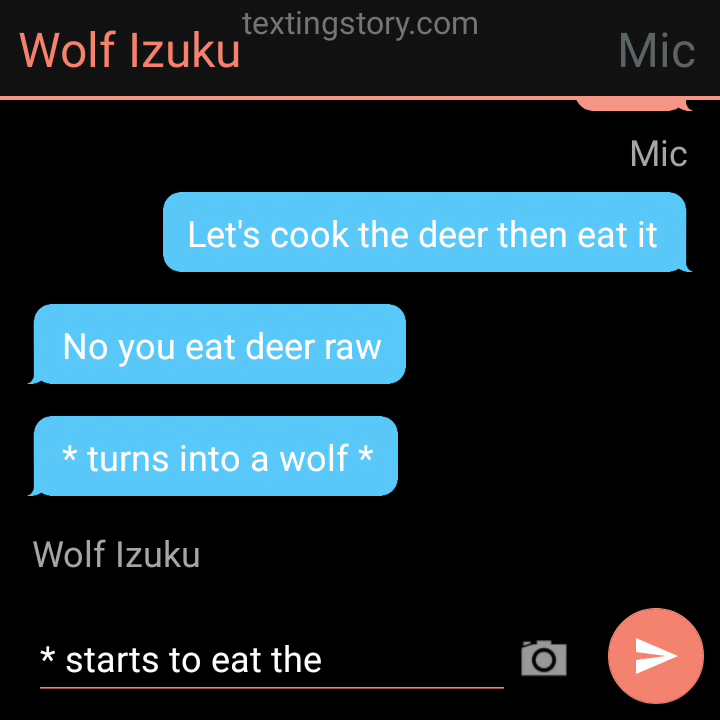 textingstory.com
Wolf Izuku
Mic
Mic
Let's cook the deer then eat it
No you eat deer raw
* turns into a wolf *
Wolf Izuku
* starts to eat the